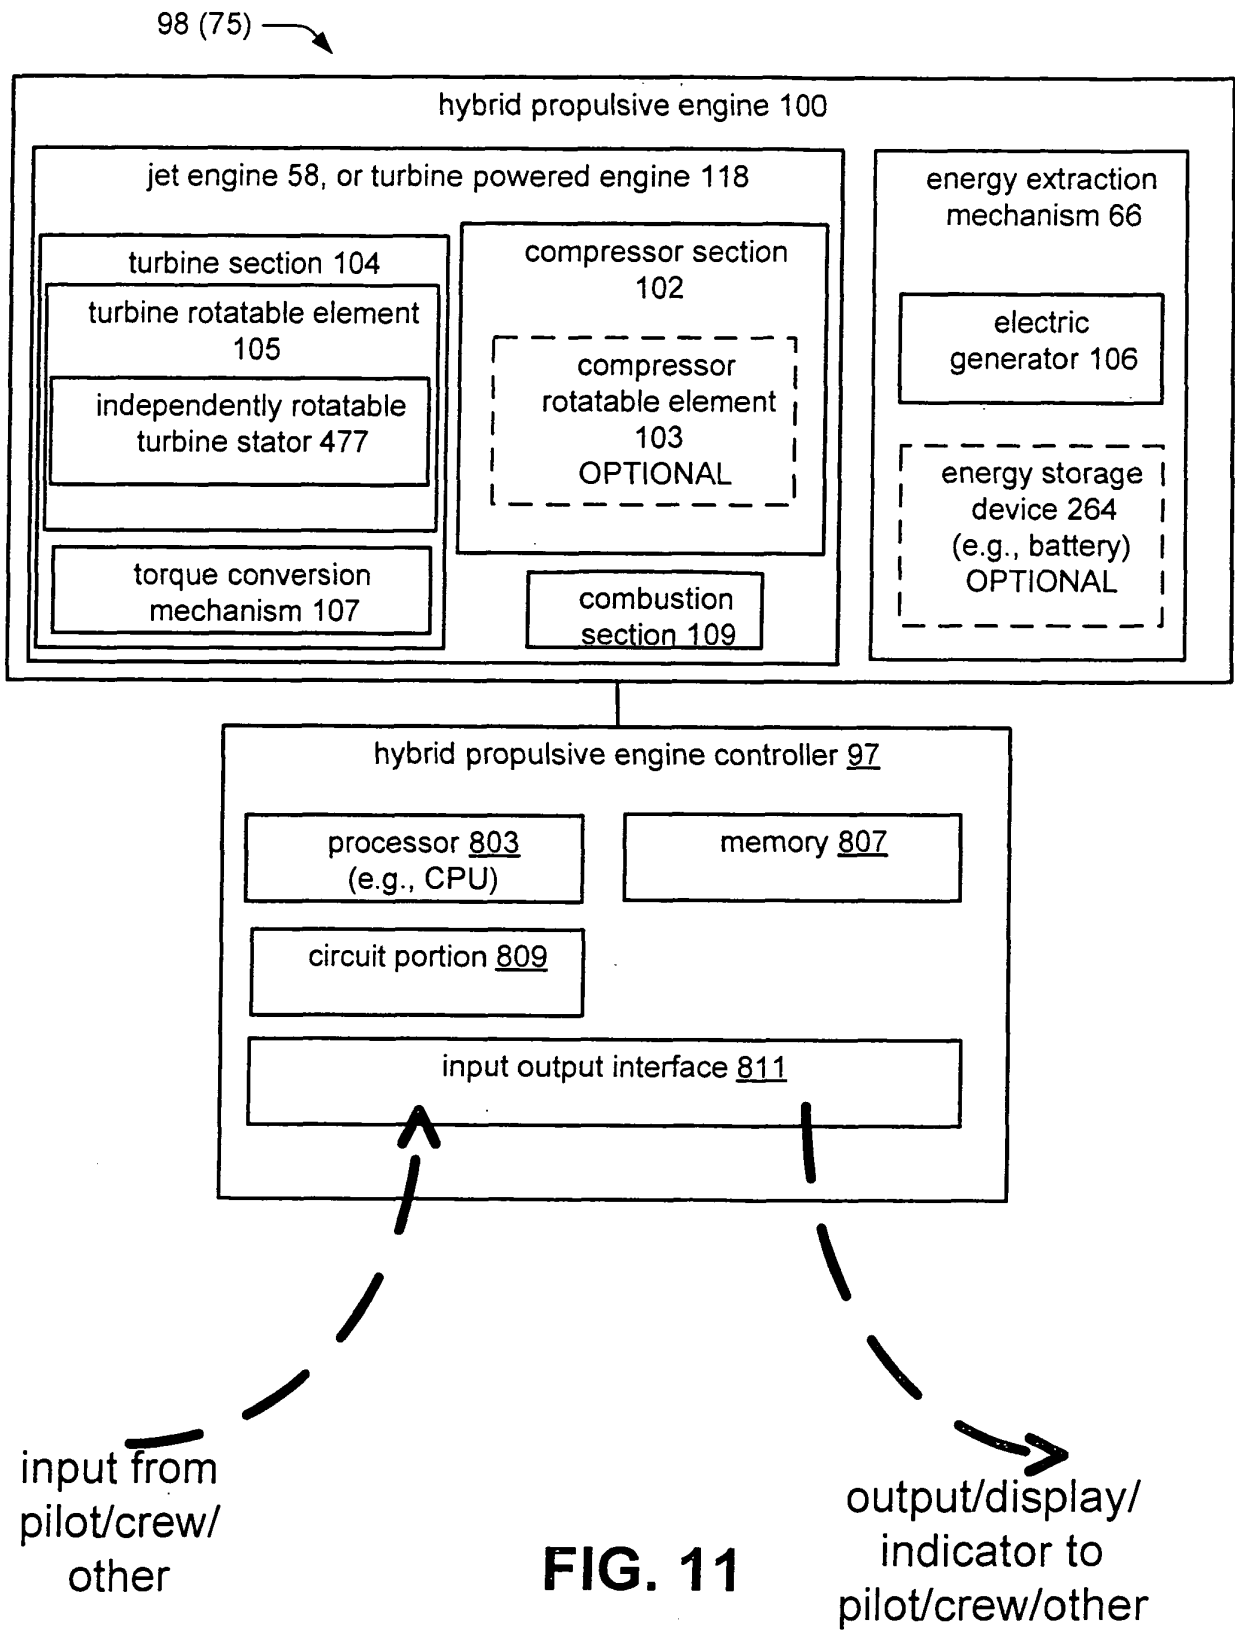 98 (75)
hybrid propulsive engine 100
jet engine 58, or turbine powered engine 118
turbine section 104
turbine rotatable element
105
independently rotatable
turbine stator 477
torque conversion
mechanism 107
compressor section
102
compressor
rotatable element
103
OPTIONAL
combustion
section 109
energy extraction
mechanism 66
electric
generator 106
energy storage
device 264
(e.g., battery)
OPTIONAL
hybrid propulsive engine controller 97
processor 803
(e.g., CPU)
memory 807
circuit portion 809
input output interface 811
input from
pilot/crew/
other
output/display/
indicator to
pilot/crew/other
FIG. 11